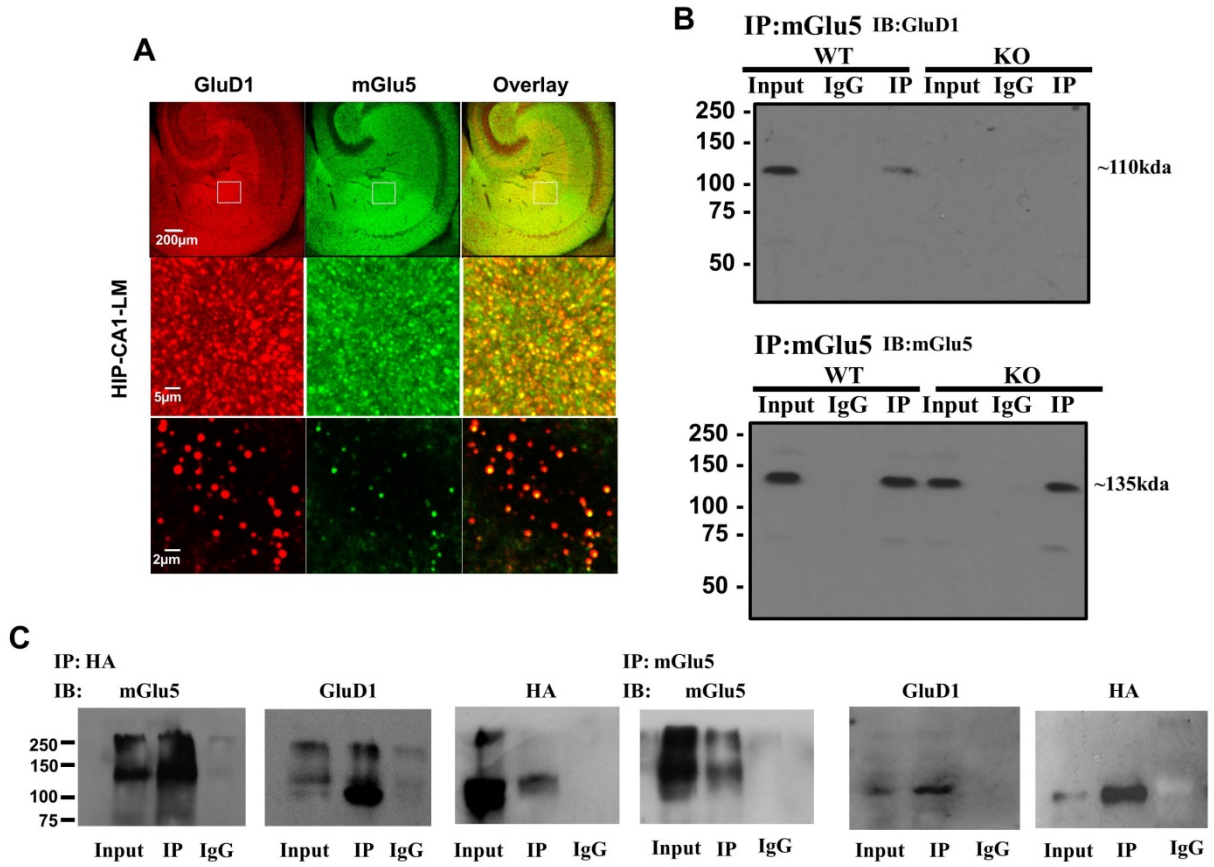 A
GluD1 mGlu5 Overlay
HIP-CA1-LM
200µm
5µm
2µm
B
IP:mGlu5 IB:GluD1
WT KO
Input IgG IP Input IgG IP
250 -
150 -
100 -
75 -
50 -
~110kda
IP:mGlu5 IB:mGlu5
WT KO
Input IgG IP Input IgG IP
250 -
150 -
100 -
75 -
50 -
~135kda
C
IP: HA IP: mGlu5
IB: mGlu5 GluD1 HA IB: mGlu5 GluD1 HA
250
150
100
75
Input IP IgG Input IP IgG Input IP IgG Input IP IgG Input IP IgG Input IP IgG